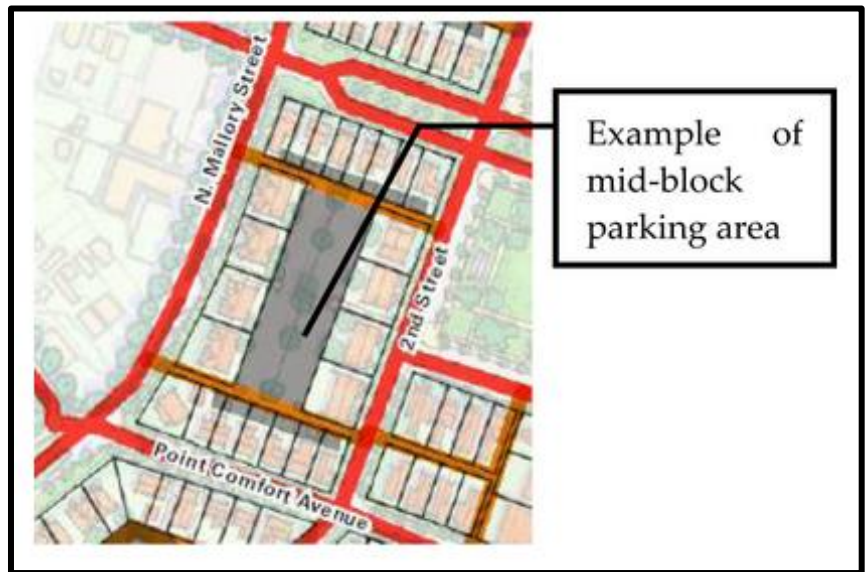 N. Mallory Street
Example of
mid-block
parking area
2nd Street
Point Comfort Avenue